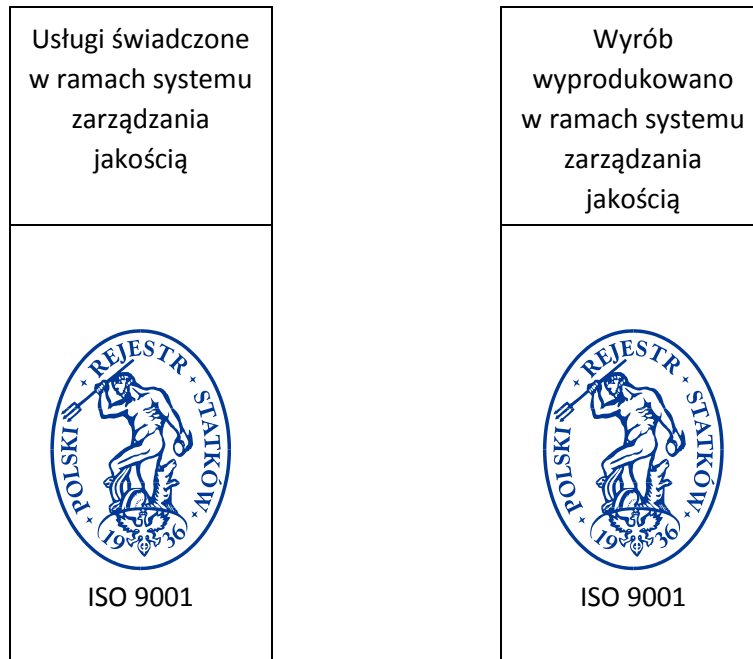 Usługi świadczone
w ramach systemu
zarządzania
jakością
POLSKI REJESTR STATKÓW
1936
ISO 9001
Wyrób
wyprodukowano
w ramach systemu
zarządzania
jakością
POLSKI REJESTR STATKÓW
1936
ISO 9001